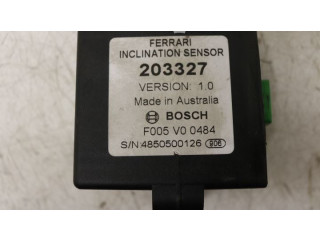 FERRARI
INCLINATION SENSOR
203327
VERSION: 1.0
Made in Australia
BOSCH
F005 V0 0484
S/N:4850500126 906